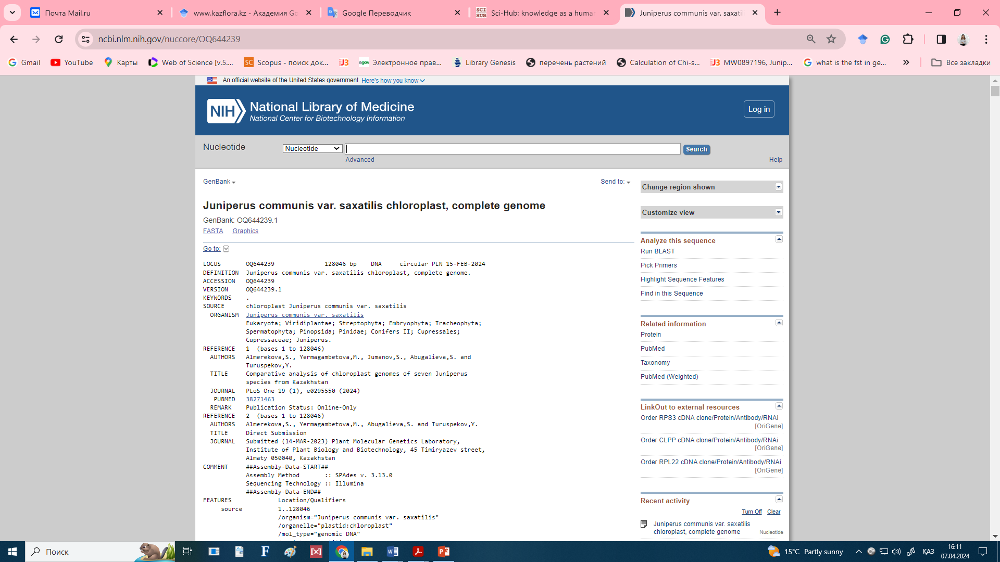 Почта Mail.ru
www.kazflora.kz - Академия Go
Google Переводчик
SCI HUB
Sci-Hub: knowledge as a human
Juniperus communis var. saxatil
ncbi.nlm.nih.gov/nuccore/OQ644239
Gmail
YouTube
Карты
Web of Science [v.5....
SC
Scopus - поиск док...
J3
egov
Электронное прав...
Library Genesis
перечень растений
Calculation of Chi-s...
J3
MW0897196, Junip...
what is the fst in ge...
Все закладки
An official website of the United States government Here's how you know
NIH
National Library of Medicine
National Center for Biotechnology Information
Log in
Nucleotide
Nucleotide
Search
Advanced
Help
GenBank
Send to:
Juniperus communis var. saxatilis chloroplast, complete genome
GenBank: OQ644239.1
FASTA Graphics
Go to:
LOCUS OQ644239 128046 bp DNA circular PLN 15-FEB-2024
DEFINITION Juniperus communis var. saxatilis chloroplast, complete genome.
ACCESSION OQ644239
VERSION OQ644239.1
KEYWORDS .
SOURCE chloroplast Juniperus communis var. saxatilis
ORGANISM Juniperus communis var. saxatilis
Eukaryota; Viridiplantae; Streptophyta; Embryophyta; Tracheophyta;
Spermatophyta; Pinopsida; Pinidae; Conifers II; Cupressales;
Cupressaceae; Juniperus.
REFERENCE 1 (bases 1 to 128046)
AUTHORS Almerekova,S., Yermagambetova,M., Jumanov,S., Abugalieva,S. and
Turuspekov,Y.
TITLE Comparative analysis of chloroplast genomes of seven Juniperus
species from Kazakhstan
JOURNAL PLoS One 19 (1), e0295550 (2024)
PUBMED 38271463
REMARK Publication Status: Online-Only
REFERENCE 2 (bases 1 to 128046)
AUTHORS Almerekova,S., Yermagambetova,M., Abugalieva,S. and Turuspekov,Y.
TITLE Direct Submission
JOURNAL Submitted (14-MAR-2023) Plant Molecular Genetics Laboratory,
Institute of Plant Biology and Biotechnology, 45 Timiryazev street,
Almaty 050040, Kazakhstan
COMMENT ##Assembly-Data-START##
Assembly Method :: SPAdes v. 3.13.0
Sequencing Technology :: Illumina
##Assembly-Data-END##
FEATURES Location/Qualifiers
source 1..128046
/organism="Juniperus communis var. saxatilis"
/organelle="plastid:chloroplast"
/mol_type="genomic DNA"
Change region shown
Customize view
Analyze this sequence
Run BLAST
Pick Primers
Highlight Sequence Features
Find in this Sequence
Related information
Protein
PubMed
Taxonomy
PubMed (Weighted)
LinkOut to external resources
Order RPS3 cDNA clone/Protein/Antibody/RNAi
[OriGene]
Order CLPP cDNA clone/Protein/Antibody/RNAi
[OriGene]
Order RPL22 cDNA clone/Protein/Antibody/RNAi
[OriGene]
Recent activity
Turn Off Clear
Juniperus communis var. saxatilis
chloroplast, complete genome
Nucleotide
Поиск
15°C Partly sunny
ҚАЗ
16:11
07.04.2024